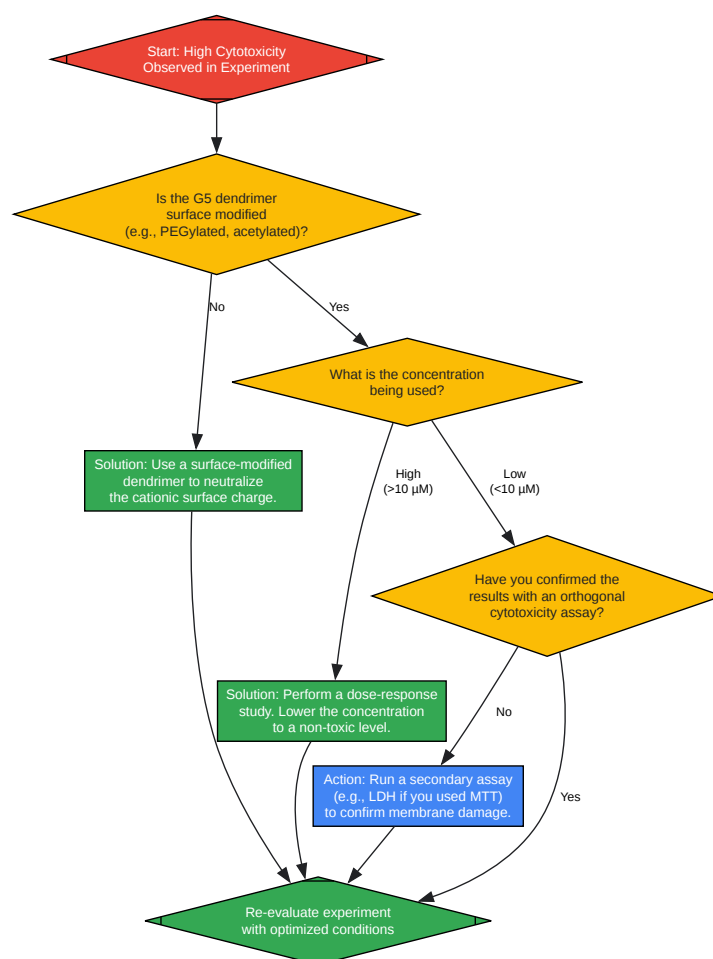 Start: High Cytotoxicity
Observed in Experiment
Is the G5 dendrimer
surface modified
(e.g., PEGylated, acetylated)?
No
Yes
What is the concentration
being used?
Solution: Use a surface-modified
dendrimer to neutralize
the cationic surface charge.
High
(>10 µM)
Low
(<10 µM)
Have you confirmed the
results with an orthogonal
cytotoxicity assay?
Solution: Perform a dose-response
study. Lower the concentration
to a non-toxic level.
No
Action: Run a secondary assay
(e.g., LDH if you used MTT)
to confirm membrane damage.
Yes
Re-evaluate experiment
with optimized conditions